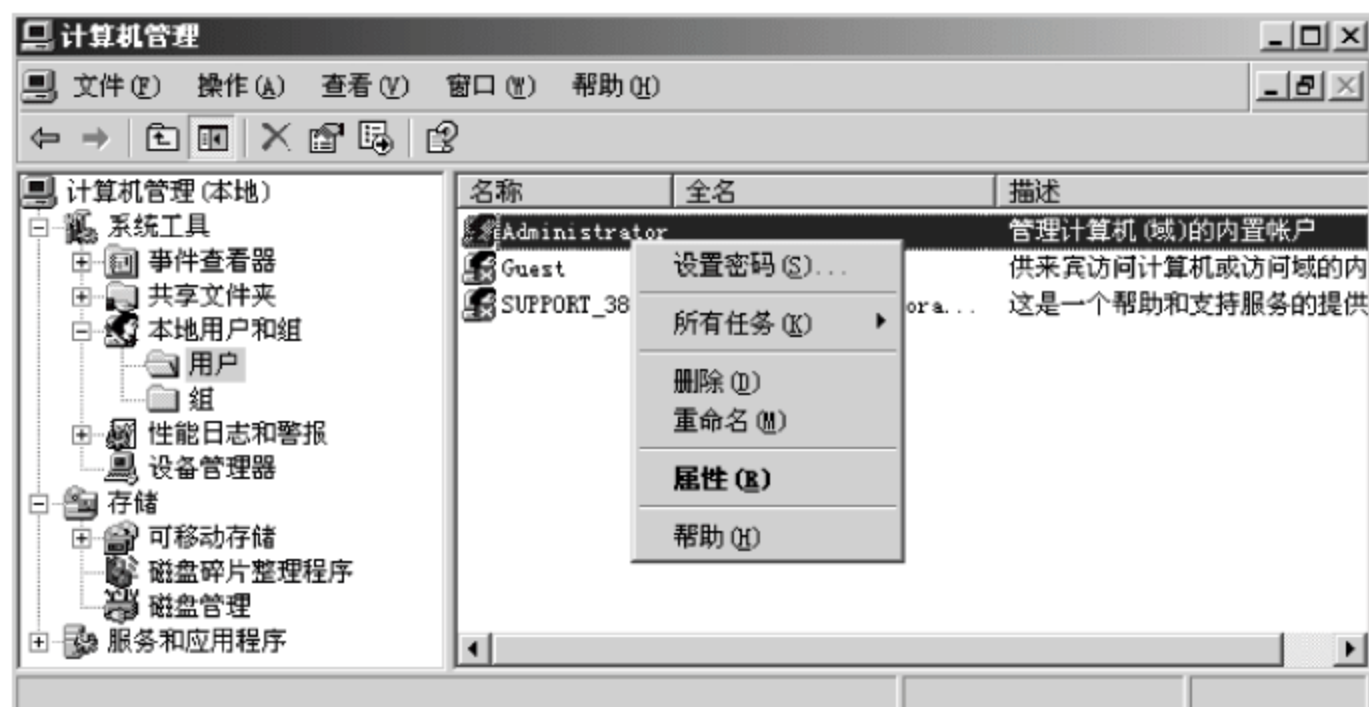 计算机管理
文件(F) 操作(A) 查看(V) 窗口(W) 帮助(H)
计算机管理(本地)
系统工具
事件查看器
共享文件夹
本地用户和组
用户
组
性能日志和警报
设备管理器
存储
可移动存储
磁盘碎片整理程序
磁盘管理
服务和应用程序
名称 全名 描述
Administrator 管理计算机(域)的内置帐户
Guest 供来宾访问计算机或访问域的内
SUPPORT_38 ora... 这是一个帮助和支持服务的提供
设置密码(S)...
所有任务(K)
删除(D)
重命名(M)
属性(R)
帮助(H)